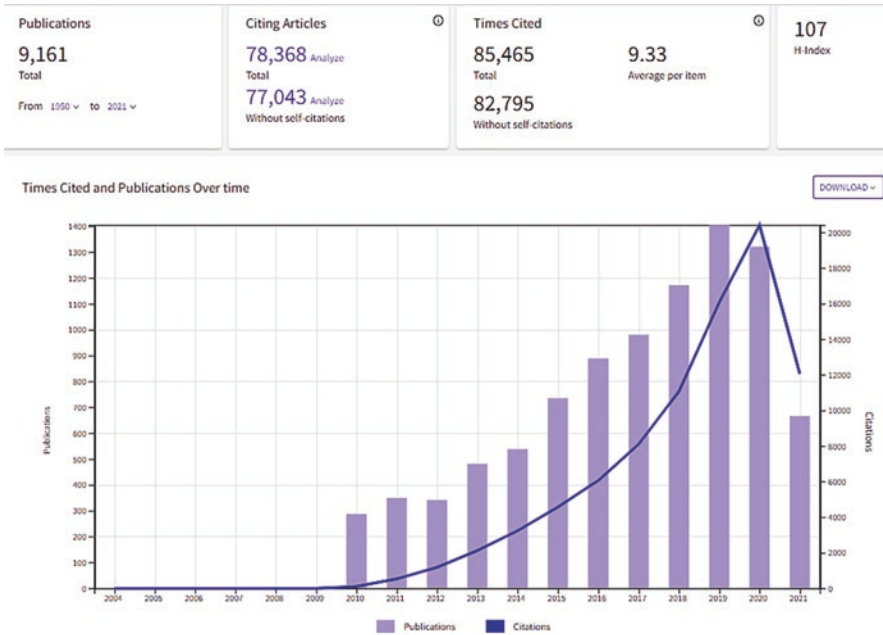 Publications
9,161
Total
From 1950 to 2021
Citing Articles
78,368 Analyze
Total
77,043 Analyze
Without self-citations
Times Cited
85,465
Total
9.33
Average per item
82,795
Without self-citations
107
H-Index
Times Cited and Publications Over time
DOWNLOAD
Publications
1400
1300
1200
1100
1000
900
800
700
600
500
400
300
200
100
0
2004 2005 2006 2007 2008 2009 2010 2011 2012 2013 2014 2015 2016 2017 2018 2019 2020 2021
20000
18000
16000
14000
12000
10000
8000
6000
4000
2000
0
Citations
Publications Citations